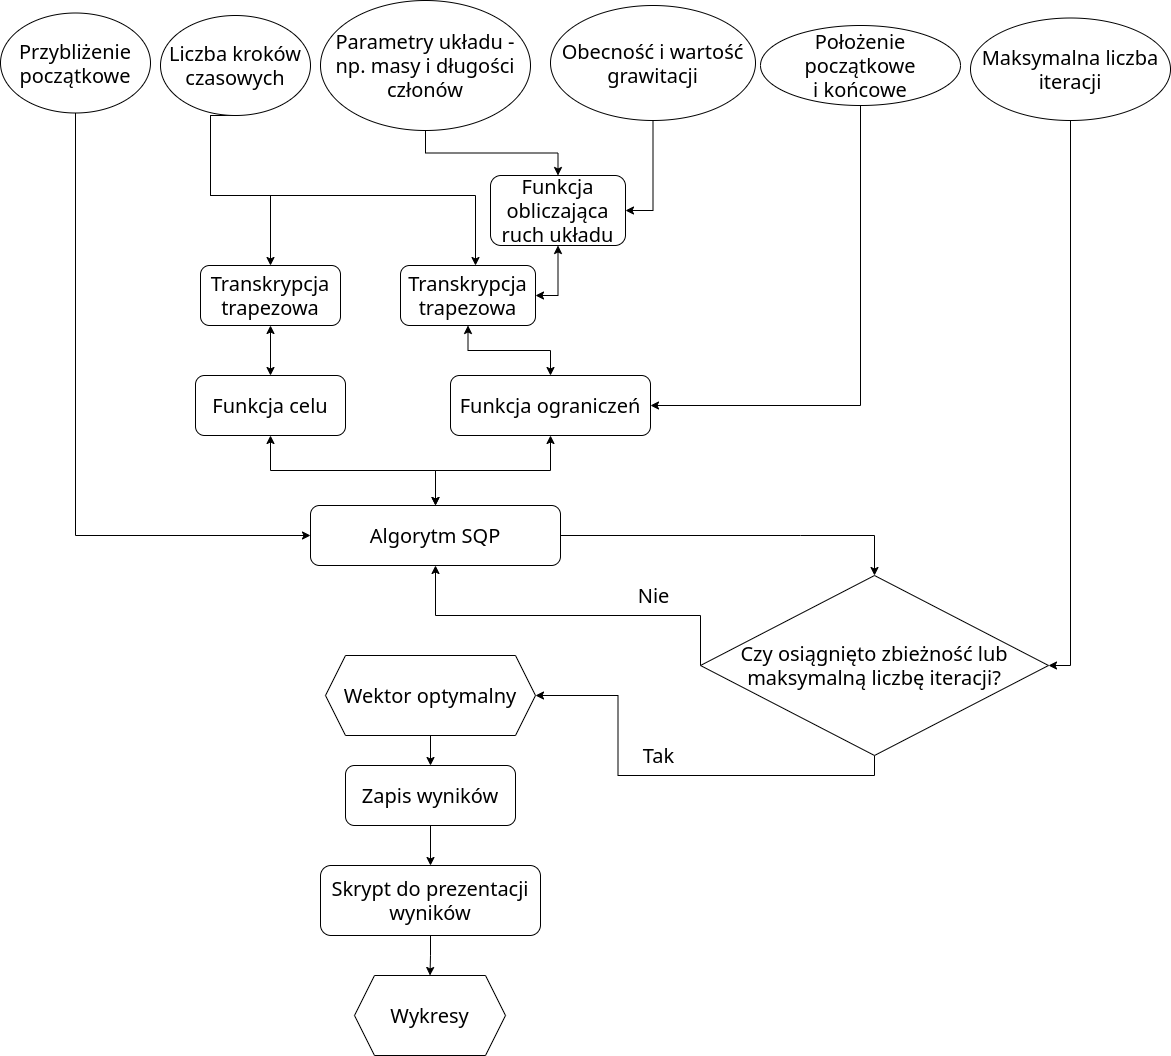 Przybliżenie
początkowe
Liczba kroków
czasowych
Parametry układu -
np. masy i długości
członów
Obecność i wartość
grawitacji
Położenie
początkowe
i końcowe
Maksymalna liczba
iteracji
Funkcja
obliczająca
ruch układu
Transkrypcja
trapezowa
Transkrypcja
trapezowa
Funkcja celu
Funkcja ograniczeń
Algorytm SQP
Nie
Czy osiągnięto zbieżność lub
maksymalną liczbę iteracji?
Wektor optymalny
Tak
Zapis wyników
Skrypt do prezentacji
wyników
Wykresy